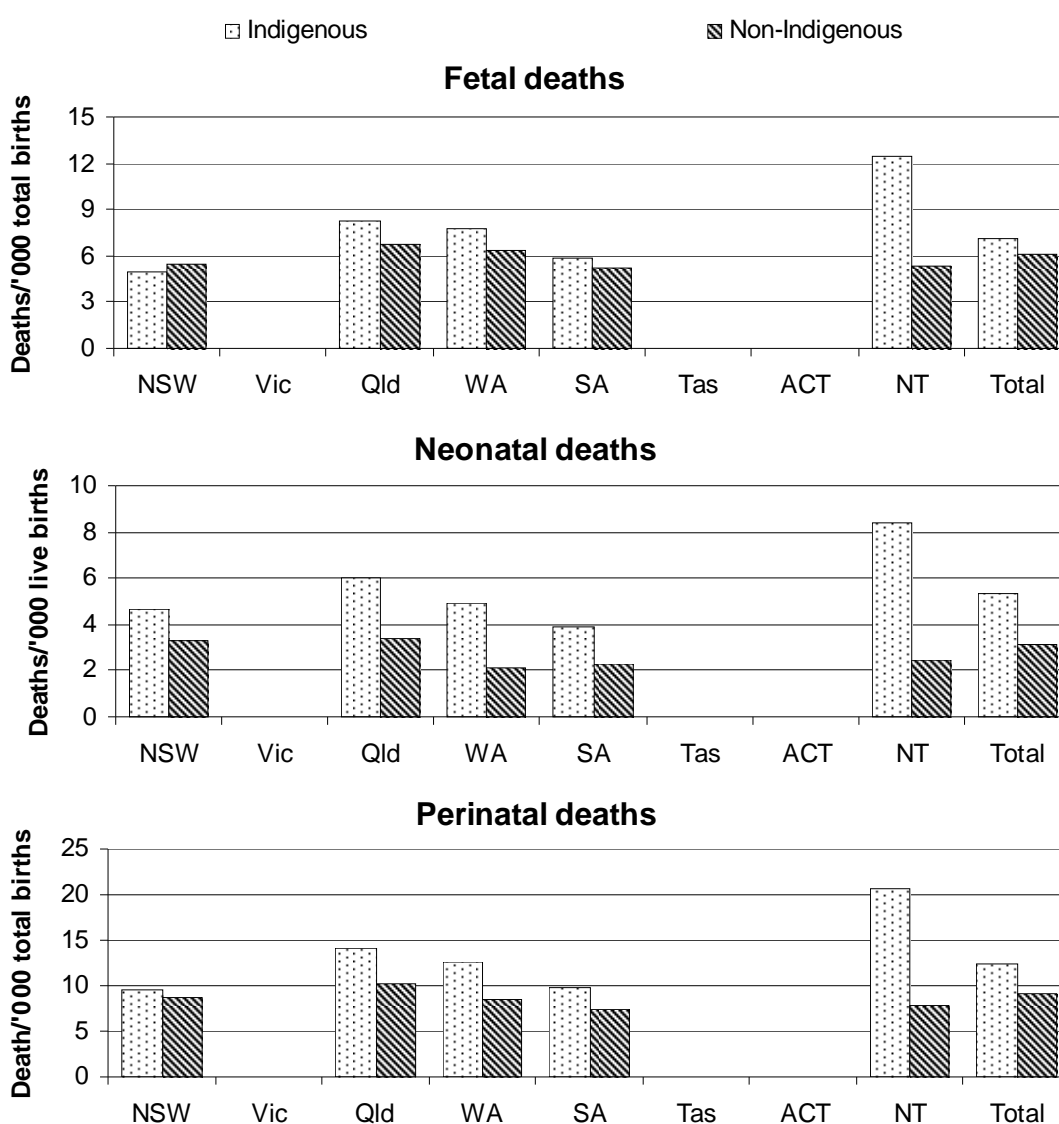 Indigenous Non-Indigenous
Fetal deaths
Deaths/'000 total births
15
12
9
6
3
0
NSW Vic Qld WA SA Tas ACT NT Total
Neonatal deaths
Deaths/'000 live births
10
8
6
4
2
0
NSW Vic Qld WA SA Tas ACT NT Total
Perinatal deaths
Death/'000 total births
25
20
15
10
5
0
NSW Vic Qld WA SA Tas ACT NT Total